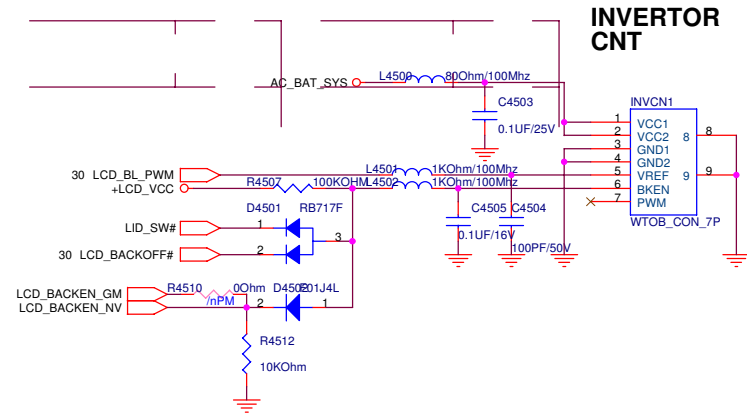 INVERTOR
CNT
AC_BAT_SYS
L4500
80Ohm/100Mhz
C4503
0.1UF/25V
INVCN1
1
VCC1
2
VCC2
8
8
3
GND1
4
GND2
5
VREF
9
9
6
BKEN
7
PWM
WTOB_CON_7P
30 LCD_BL_PWM
L4501
1KOhm/100Mhz
+LCD_VCC
R4507
100KOHM
L4502
1KOhm/100Mhz
LID_SW#
1
D4501
RB717F
3
30 LCD_BACKOFF#
2
C4505
0.1UF/16V
C4504
100PF/50V
LCD_BACKEN_GM
R4510
0Ohm
/nPM
LCD_BACKEN_NV
2
1
R4512
10KOhm